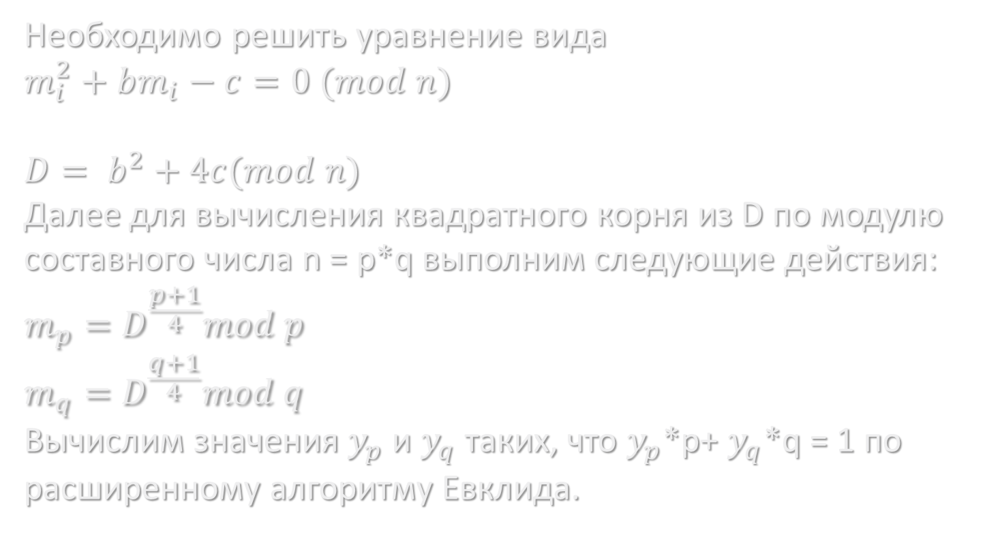 Необходимо решить уравнение вида
$m_i^2 + bm_i - c = 0 \ (mod \ n)$
$D = \ b^2 + 4c(mod \ n)$
Далее для вычисления квадратного корня из D по модулю
составного числа n = p*q выполним следующие действия:
$m_p = D^{\frac{p+1}{4}} mod \ p$
$m_q = D^{\frac{q+1}{4}} mod \ q$
Вычислим значения $y_p$ и $y_q$ таких, что $y_p$*p+ $y_q$*q = 1 по
расширенному алгоритму Евклида.